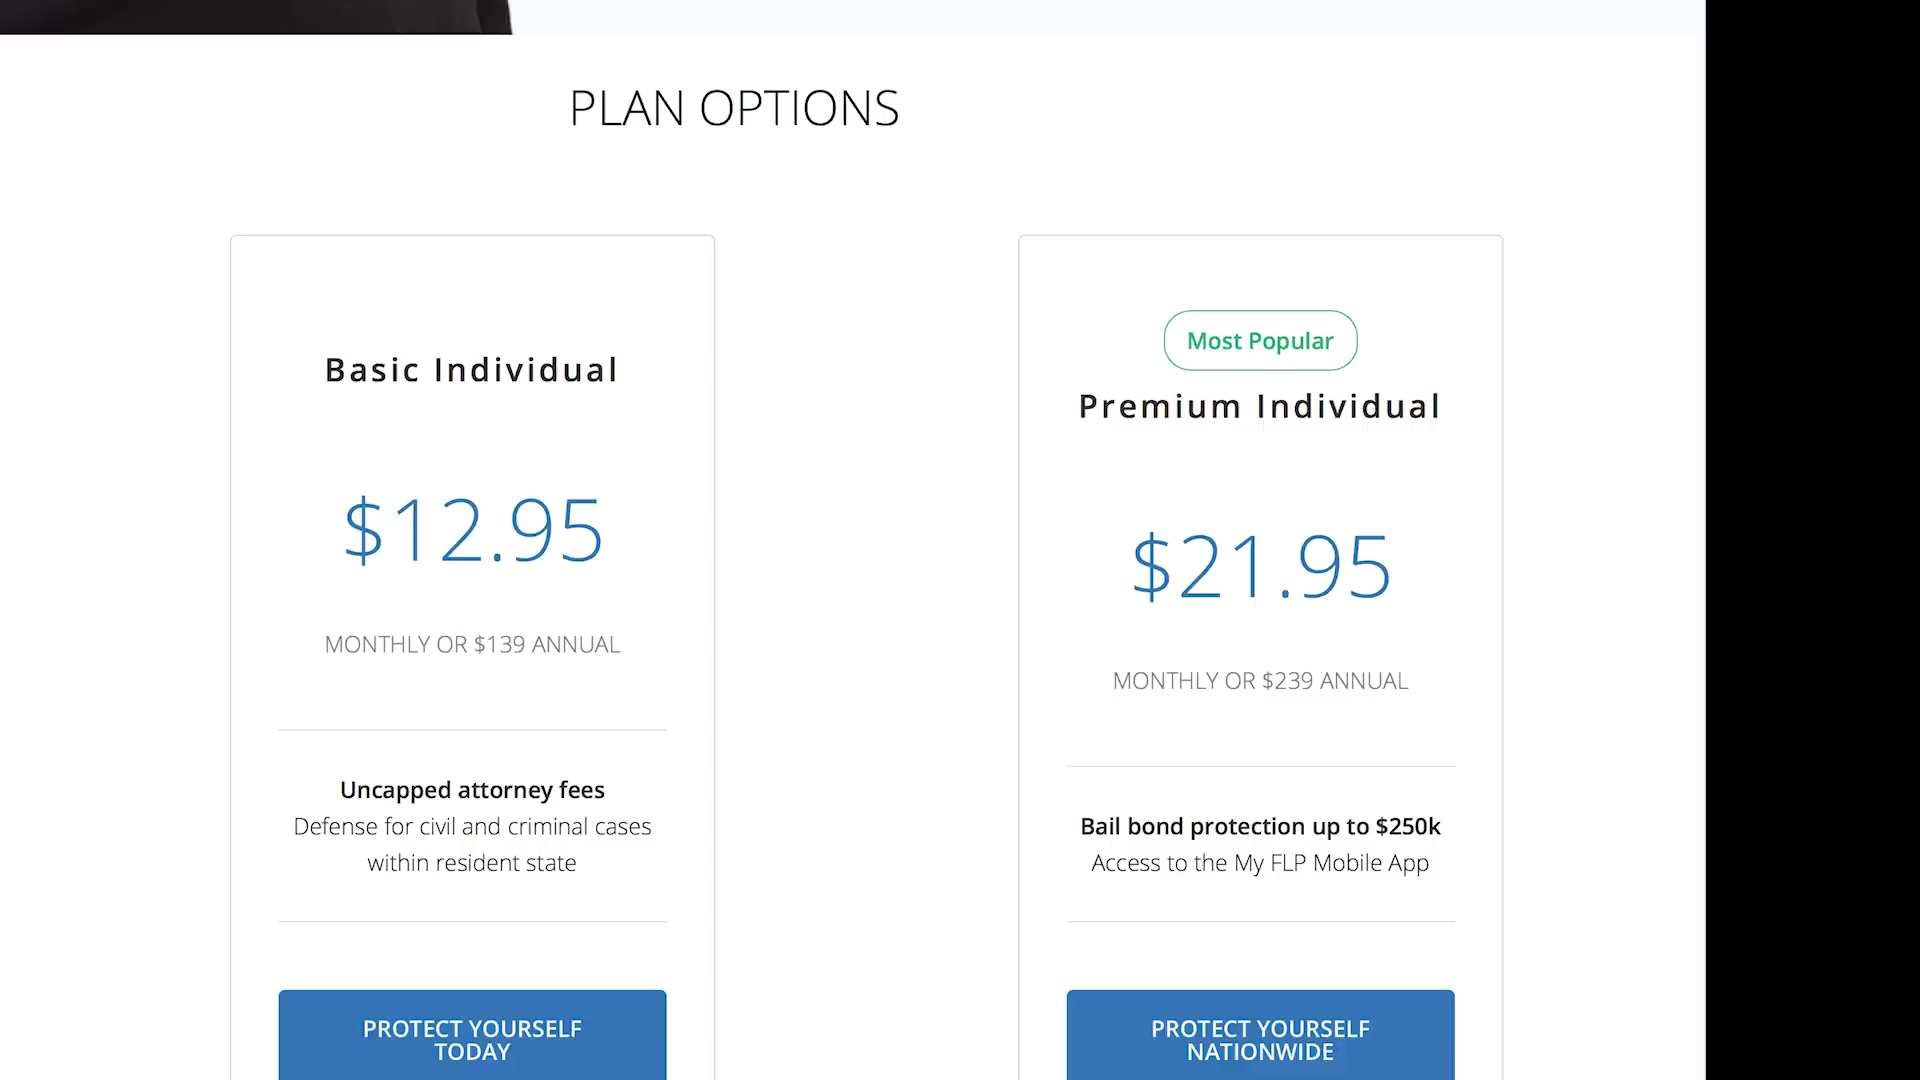 PLAN OPTIONS
Basic Individual
$12.95
MONTHLY OR $139 ANNUAL
Uncapped attorney fees
Defense for civil and criminal cases
within resident state
PROTECT YOURSELF
TODAY
Most Popular
Premium Individual
$21.95
MONTHLY OR $239 ANNUAL
Bail bond protection up to $250k
Access to the My FLP Mobile App
PROTECT YOURSELF
NATIONWIDE